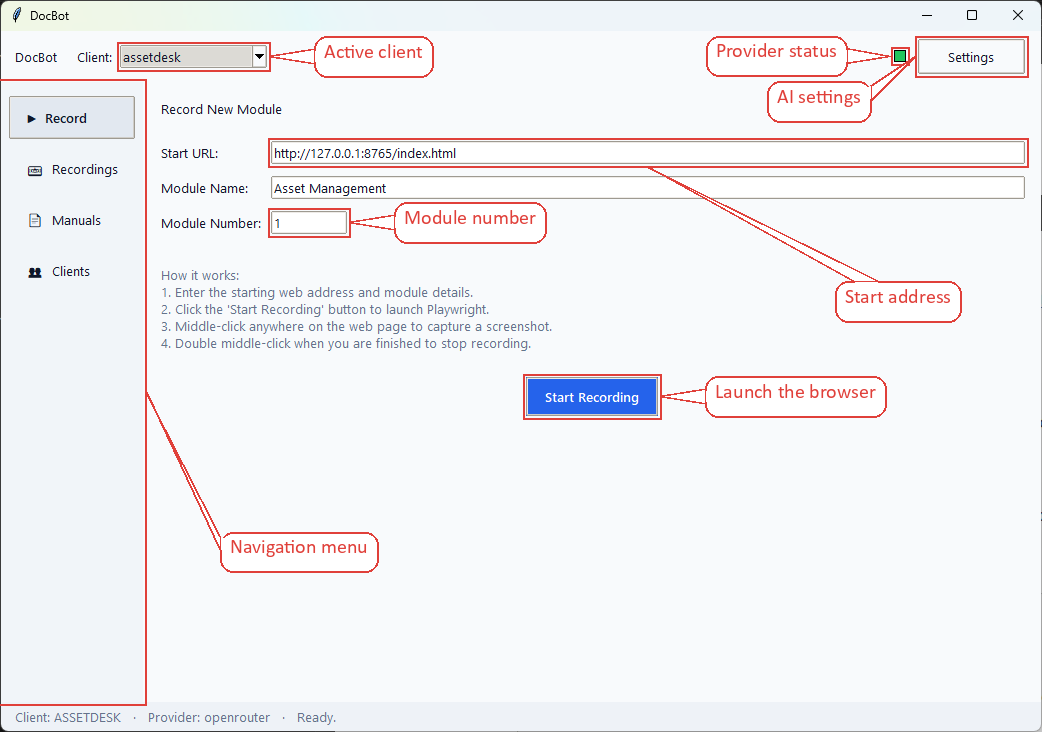 DocBot
DocBot Client: assetdesk Active client Provider status Settings
AI settings
Record
Record New Module
Start URL: http://127.0.0.1:8765/index.html
Recordings
Module Name: Asset Management
Manuals
Module Number: 1 Module number
Clients
How it works:
1. Enter the starting web address and module details.
2. Click the 'Start Recording' button to launch Playwright.
3. Middle-click anywhere on the web page to capture a screenshot.
4. Double middle-click when you are finished to stop recording.
Start address
Start Recording Launch the browser
Navigation menu
Client: ASSETDESK · Provider: openrouter · Ready.